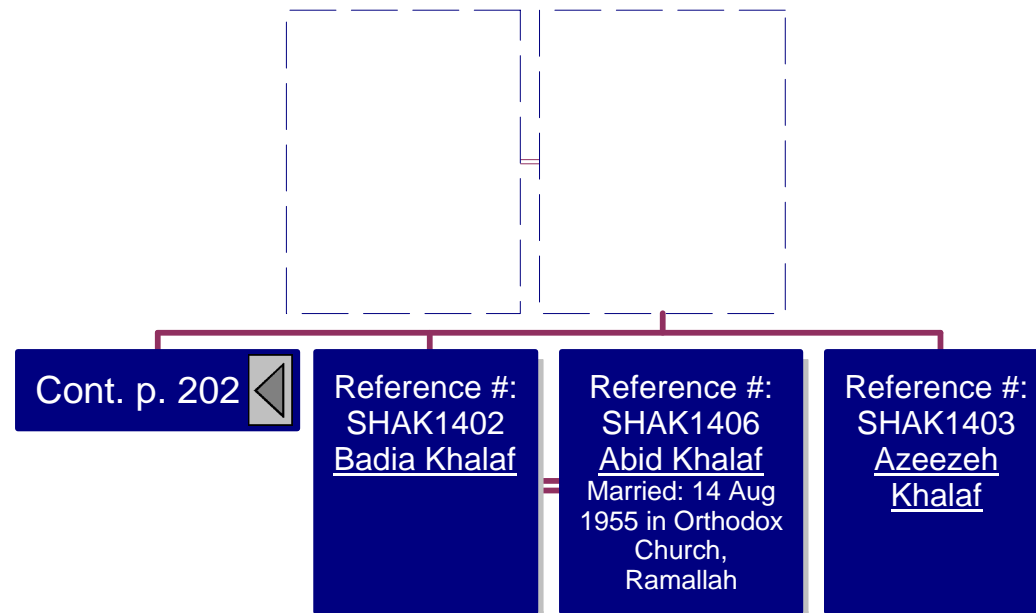 Cont. p. 202
Reference #:
SHAK1402
Badia Khalaf
Reference #:
SHAK1406
Abid Khalaf
Married: 14 Aug
1955 in Orthodox
Church,
Ramallah
Reference #:
SHAK1403
Azeezeh
Khalaf